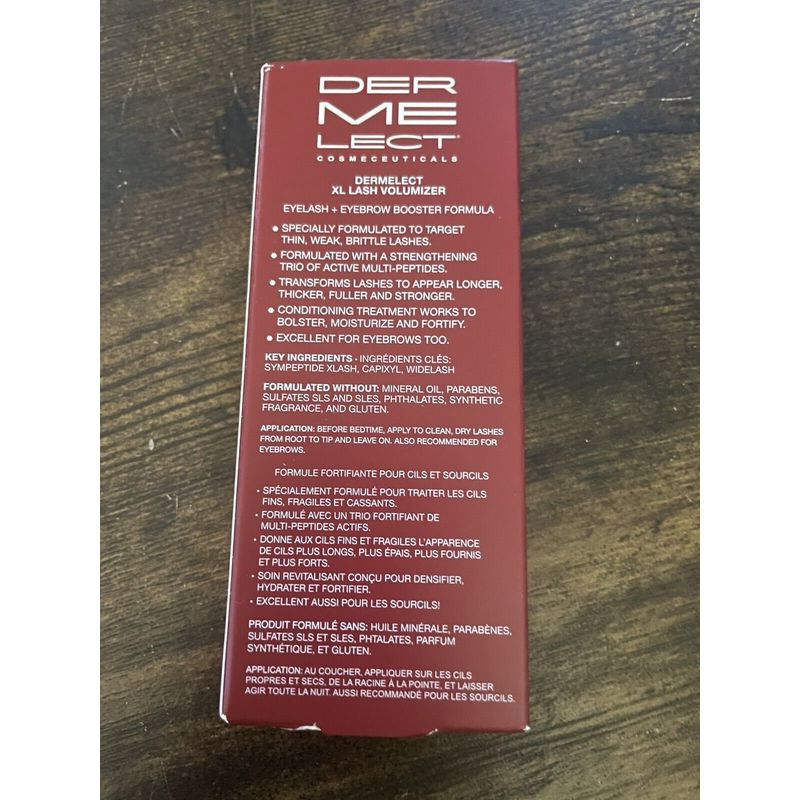 DER
ME
LECT®
COSMECEUTICALS
DERMELECT
XL LASH VOLUMIZER
EYELASH + EYEBROW BOOSTER FORMULA
• SPECIALLY FORMULATED TO TARGET
THIN, WEAK, BRITTLE LASHES.
• FORMULATED WITH A STRENGTHENING
TRIO OF ACTIVE MULTI-PEPTIDES.
• TRANSFORMS LASHES TO APPEAR LONGER,
THICKER, FULLER AND STRONGER.
• CONDITIONING TREATMENT WORKS TO
BOLSTER, MOISTURIZE AND FORTIFY.
• EXCELLENT FOR EYEBROWS TOO.
KEY INGREDIENTS • INGRÉDIENTS CLÉS:
SYMPEPTIDE XLASH, CAPIXYL, WIDELASH
FORMULATED WITHOUT: MINERAL OIL, PARABENS,
SULFATES SLS AND SLES, PHTHALATES, SYNTHETIC
FRAGRANCE, AND GLUTEN.
APPLICATION: BEFORE BEDTIME, APPLY TO CLEAN, DRY LASHES
FROM ROOT TO TIP AND LEAVE ON. ALSO RECOMMENDED FOR
EYEBROWS.
FORMULE FORTIFIANTE POUR CILS ET SOURCILS
• SPÉCIALEMENT FORMULÉ POUR TRAITER LES CILS
FINS, FRAGILES ET CASSANTS.
• FORMULÉ AVEC UN TRIO FORTIFIANT DE
MULTI-PEPTIDES ACTIFS.
• DONNE AUX CILS FINS ET FRAGILES L'APPARENCE
DE CILS PLUS LONGS, PLUS ÉPAIS, PLUS FOURNIS
ET PLUS FORTS.
• SOIN REVITALISANT CONÇU POUR DENSIFIER,
HYDRATER ET FORTIFIER.
• EXCELLENT AUSSI POUR LES SOURCILS!
PRODUIT FORMULÉ SANS: HUILE MINÉRALE, PARABÈNES,
SULFATES SLS ET SLES, PHTALATES, PARFUM
SYNTHÉTIQUE, ET GLUTEN.
APPLICATION: AU COUCHER, APPLIQUER SUR LES CILS
PROPRES ET SECS, DE LA RACINE À LA POINTE, ET LAISSER
AGIR TOUTE LA NUIT. AUSSI RECOMMANDÉ POUR LES SOURCILS.